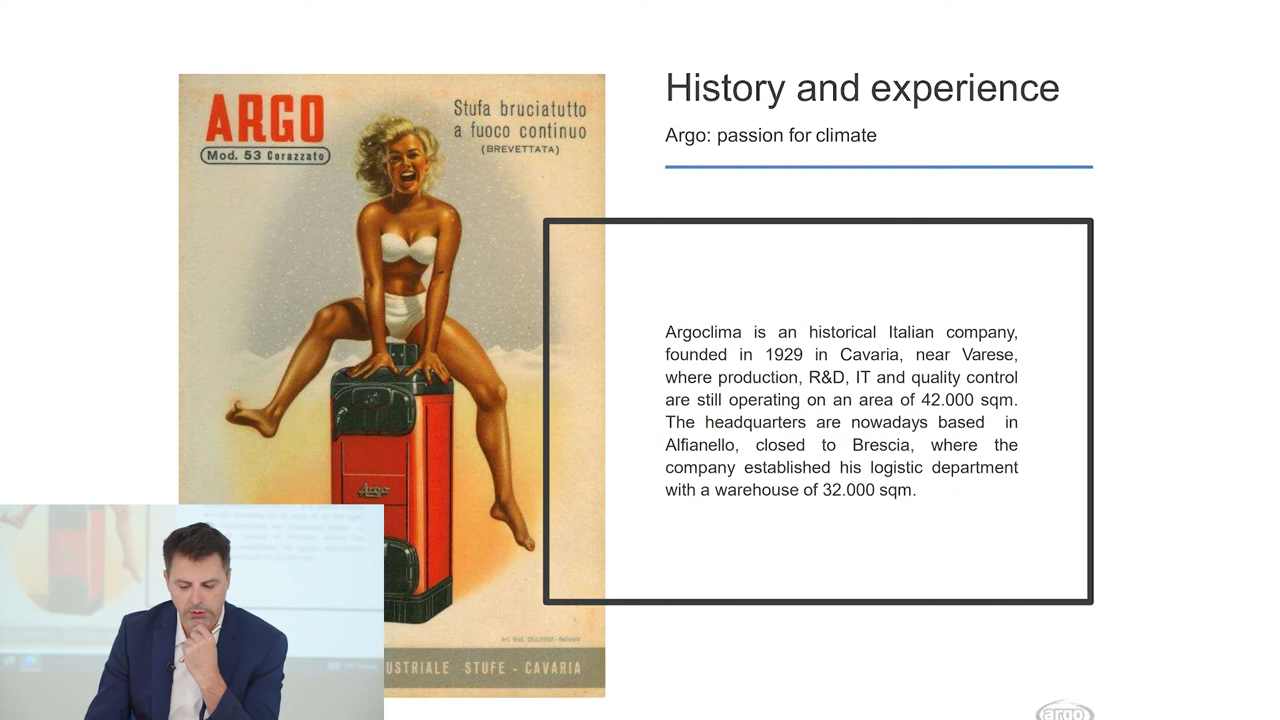 ARGO
Mod. 53 Corazzato
Stufa bruciatutto
a fuoco continuo
(BREVETTATA)
History and experience
Argo: passion for climate
Argoclima is an historical Italian company,
founded in 1929 in Cavaria, near Varese,
where production, R&D, IT and quality control
are still operating on an area of 42.000 sqm.
The headquarters are nowadays based in
Alfianello, closed to Brescia, where the
company established his logistic department
with a warehouse of 32.000 sqm.
Argo
USTRIALE STUFE - CAVARIA
argo